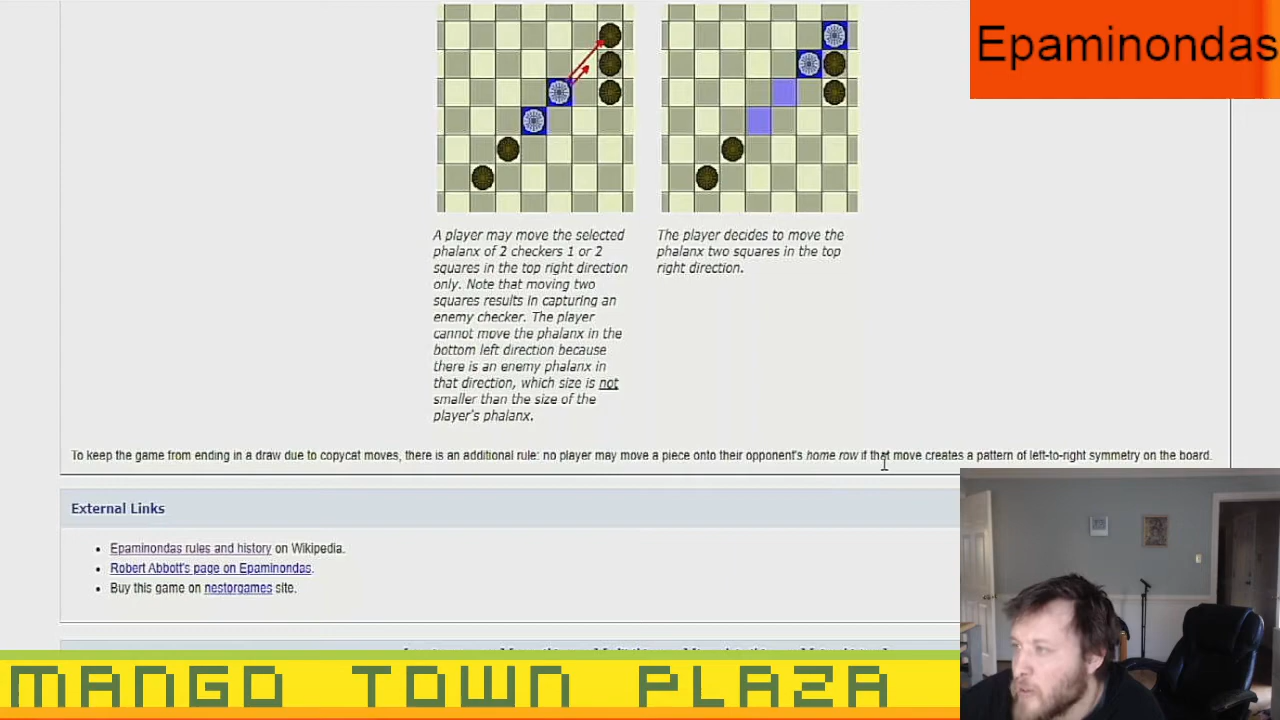 Epaminondas
A player may move the selected
phalanx of 2 checkers 1 or 2
squares in the top right direction
only. Note that moving two
squares results in capturing an
enemy checker. The player
cannot move the phalanx in the
bottom left direction because
there is an enemy phalanx in
that direction, which size is not
smaller than the size of the
player's phalanx.
The player decides to move the
phalanx two squares in the top
right direction.
To keep the game from ending in a draw due to copycat moves, there is an additional rule: no player may move a piece onto their opponent's home row if that move creates a pattern of left-to-right symmetry on the board.
External Links
• Epaminondas rules and history on Wikipedia.
• Robert Abbott's page on Epaminondas.
• Buy this game on nestorgames site.
MANGO TOWN PLAZA